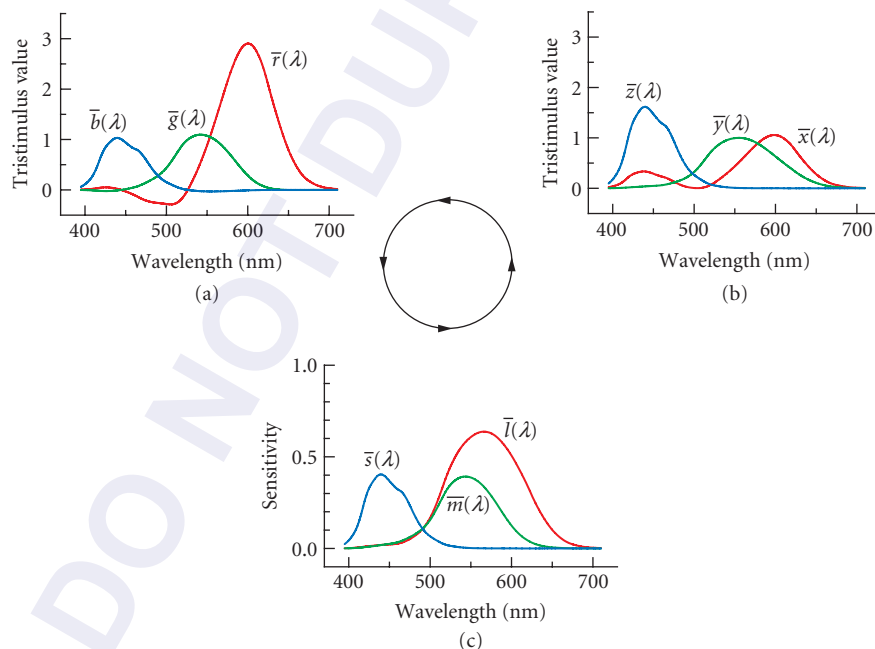 Tristimulus value
3
2
1
0
b̅(λ)
g̅(λ)
r̅(λ)
400 500 600 700
Wavelength (nm)
(a)
Tristimulus value
3
2
1
0
z̅(λ)
y̅(λ)
x̅(λ)
400 500 600 700
Wavelength (nm)
(b)
Sensitivity
1.0
0.5
0.0
s̅(λ)
m̅(λ)
l̅(λ)
400 500 600 700
Wavelength (nm)
(c)
DO NOT DUP